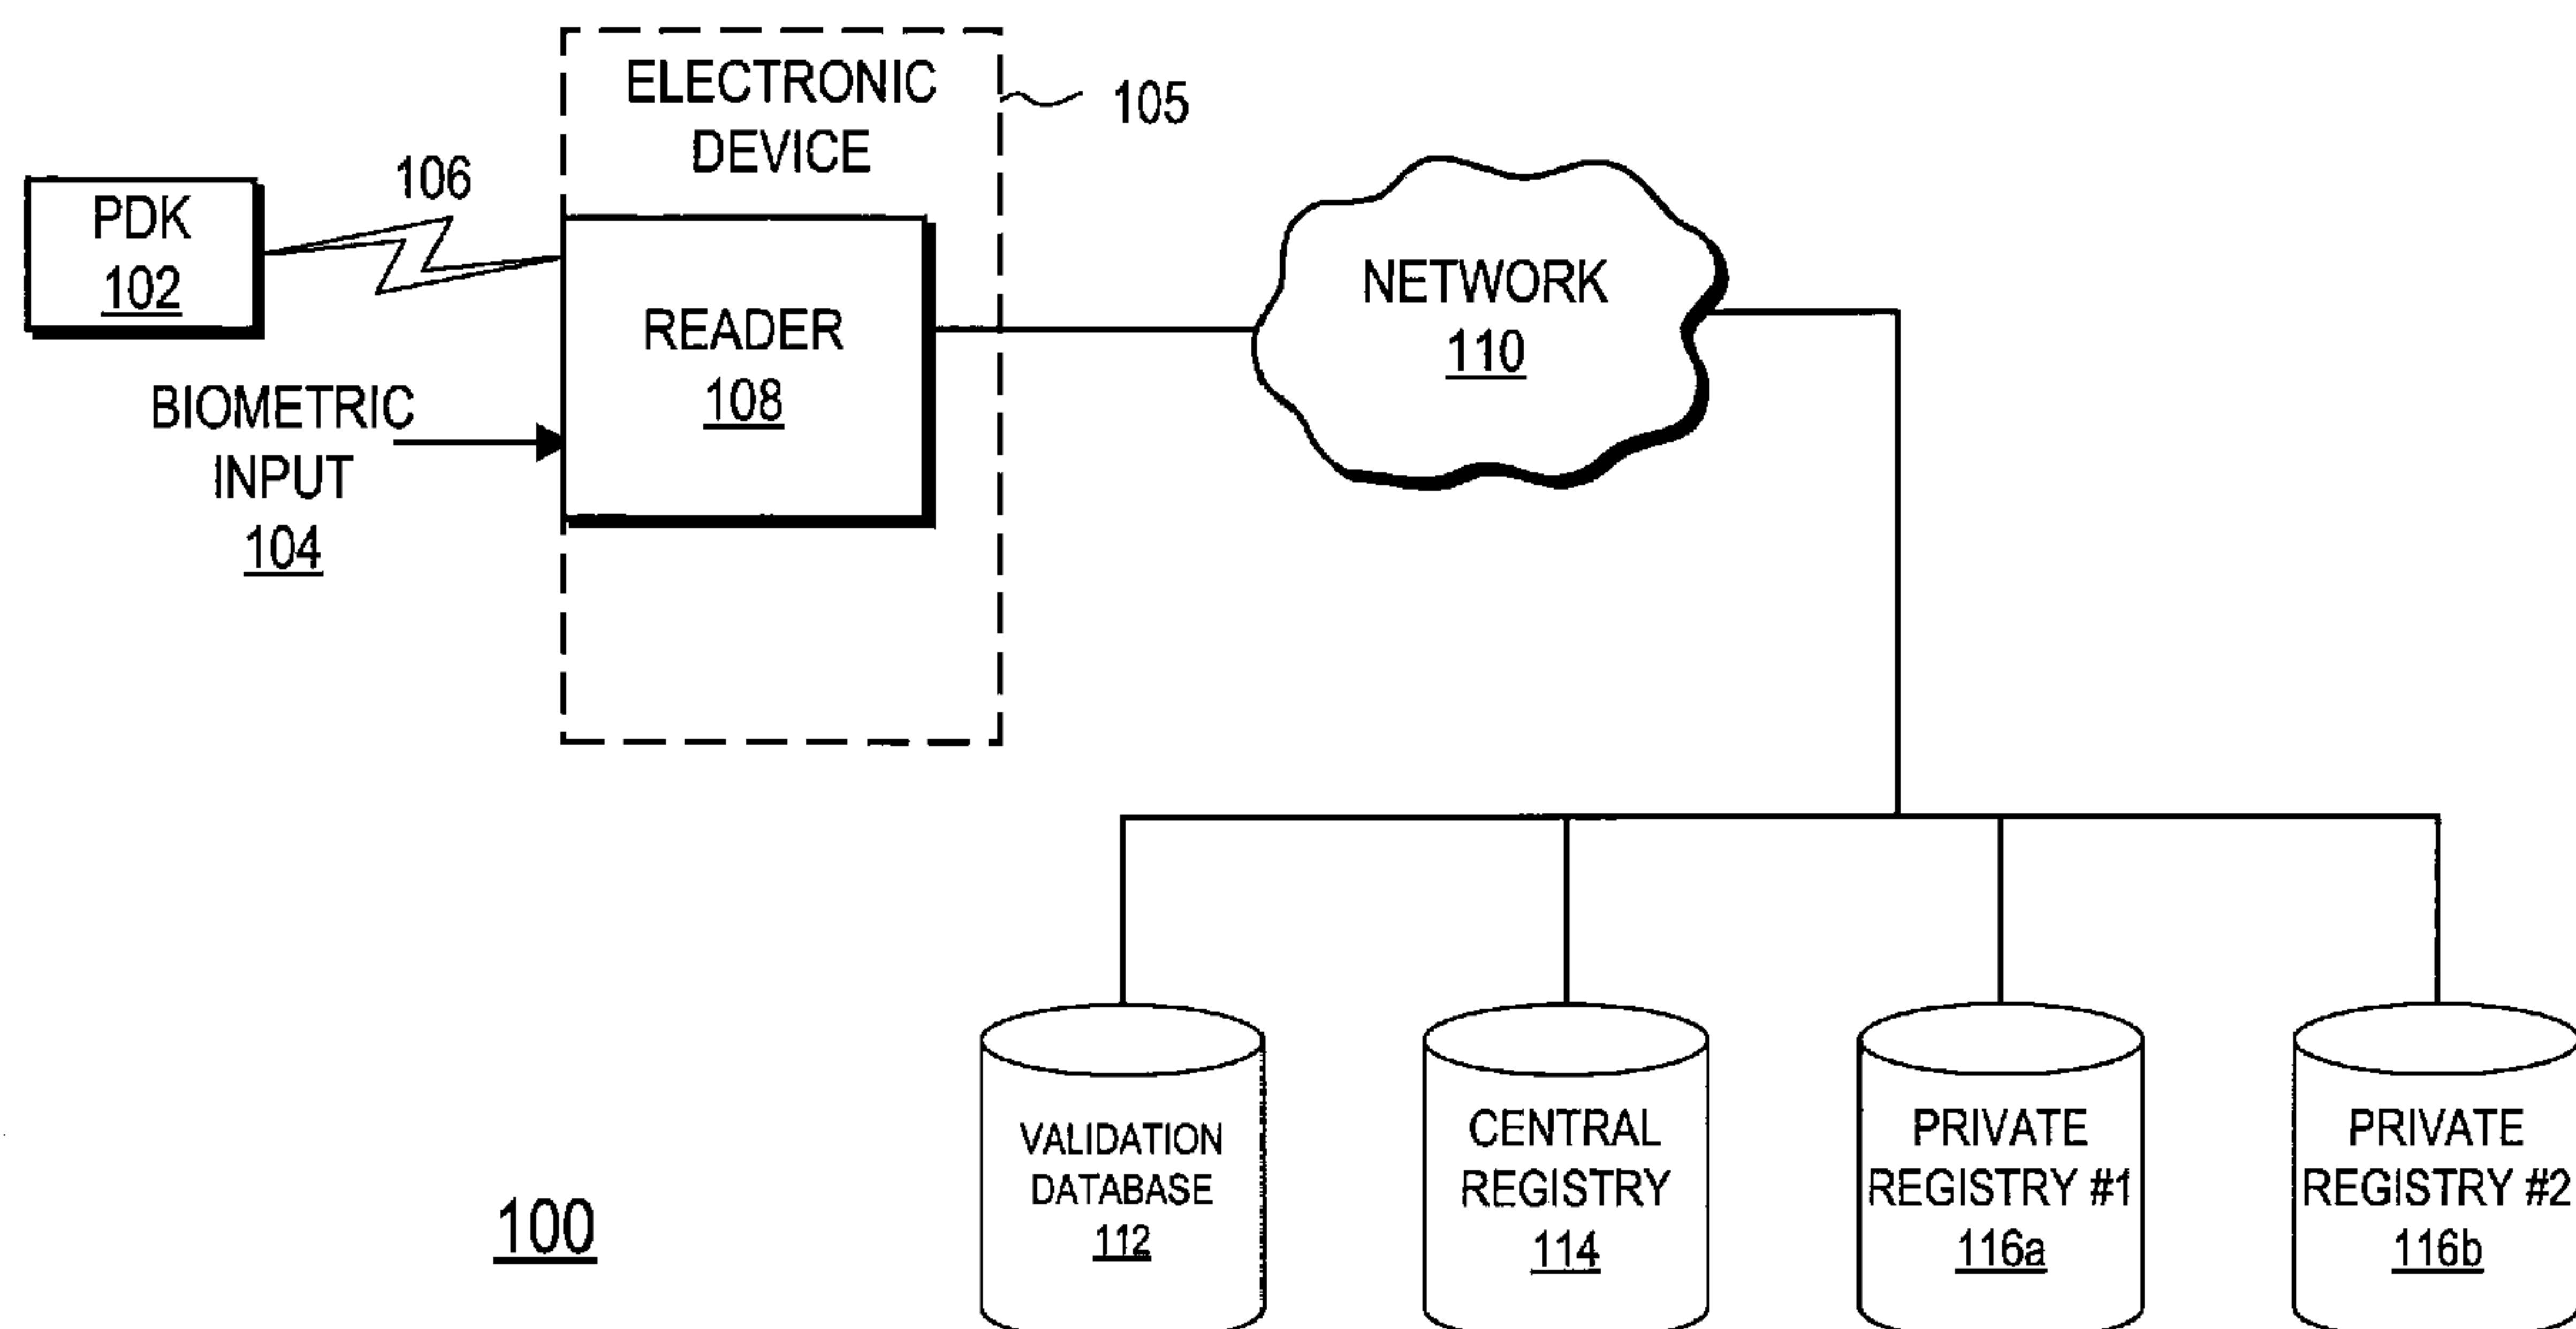 ELECTRONIC
DEVICE
105
PDK
102
106
READER
108
BIOMETRIC
INPUT
104
NETWORK
110
VALIDATION
DATABASE
112
CENTRAL
REGISTRY
114
PRIVATE
REGISTRY #1
116a
PRIVATE
REGISTRY #2
116b
100